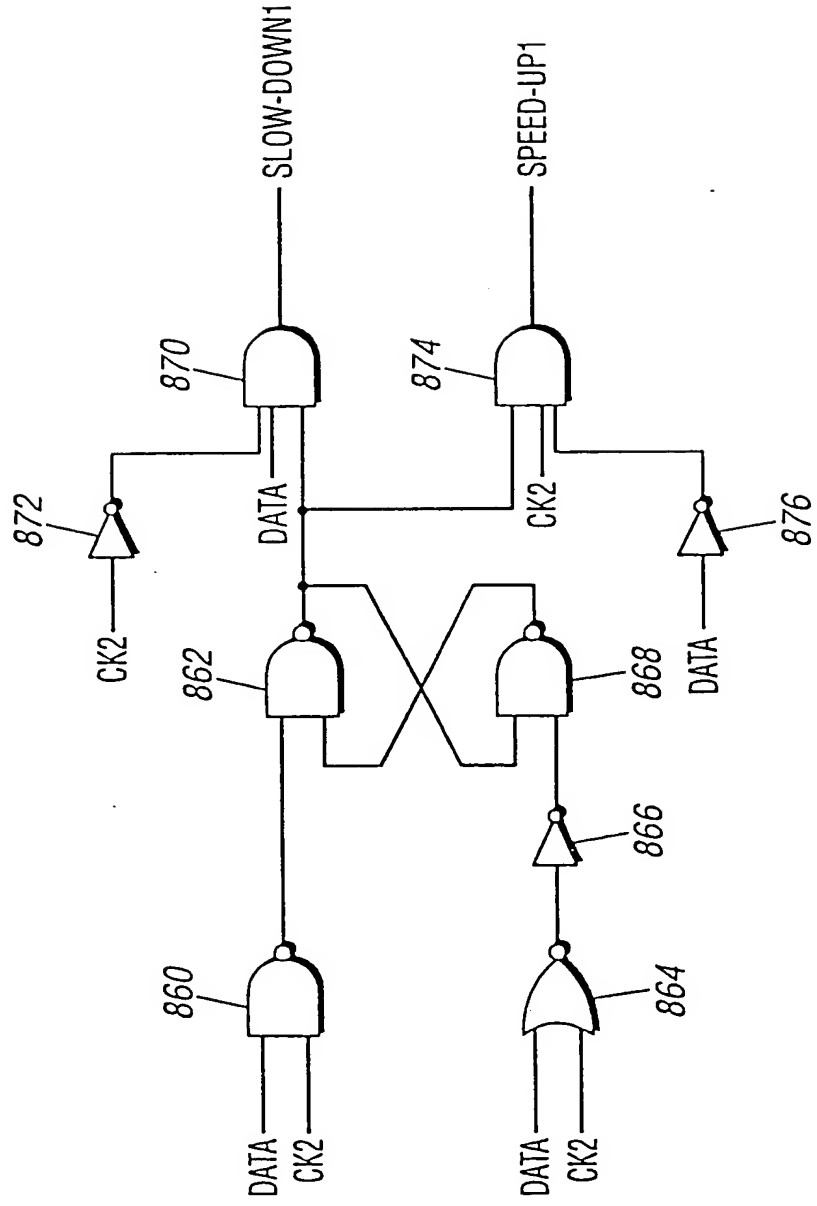 CK2
872
870
SLOW-DOWN1
DATA
862
860
DATA
CK2
874
SPEED-UP1
CK2
868
866
864
DATA
CK2
876
DATA